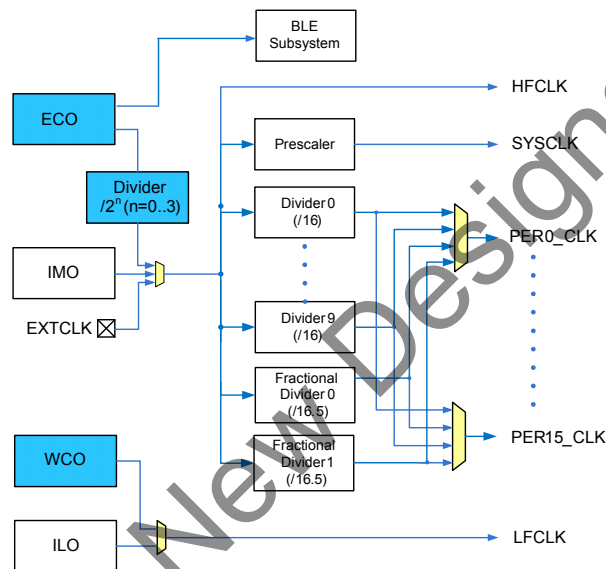 BLE
Subsystem
ECO
HFCLK
Prescaler
SYSCLK
Divider
/2ⁿ (n=0..3)
Divider 0
(/16)
PER0_CLK
IMO
EXTCLK
Divider 9
(/16)
Fractional
Divider 0
(/16.5)
Fractional
Divider 1
(/16.5)
PER15_CLK
WCO
ILO
LFCLK
New Design